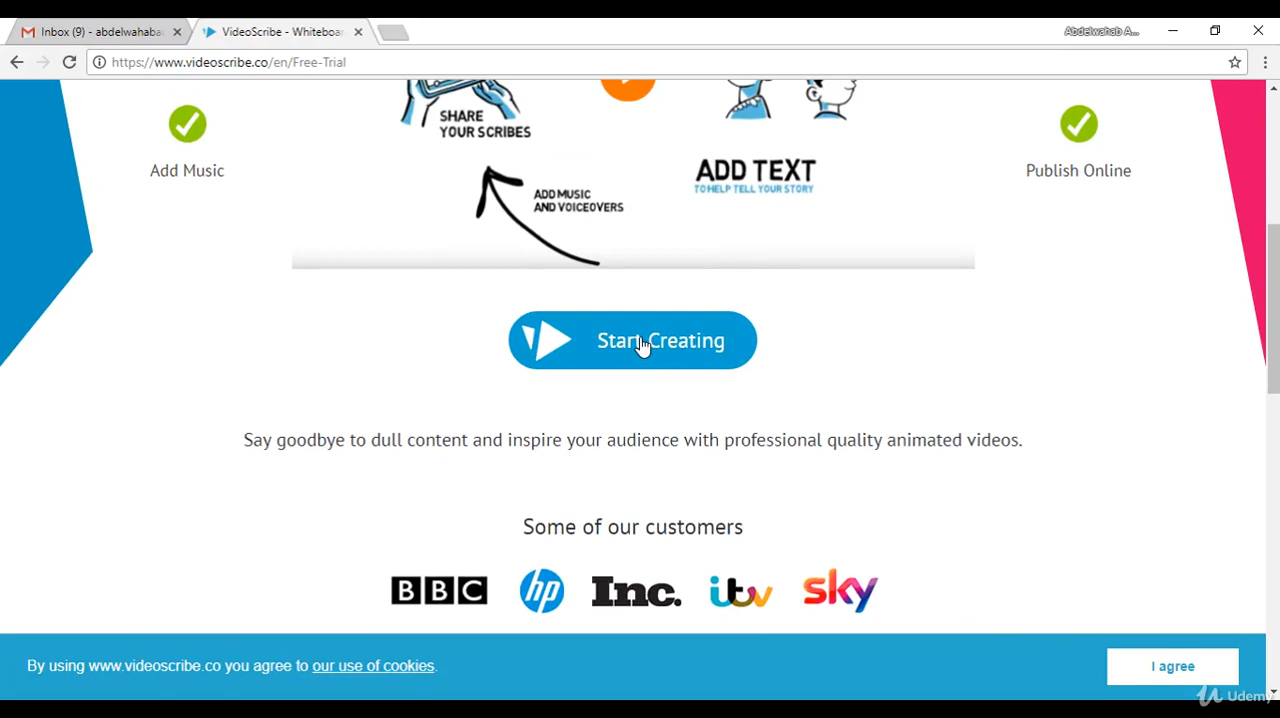 Inbox (9) - abdelwahaba
VideoScribe - Whiteboar
Abdelwahab A...
https://www.videoscribe.co/en/Free-Trial
SHARE
YOUR SCRIBES
Add Music
ADD MUSIC
AND VOICEOVERS
ADD TEXT
TO HELP TELL YOUR STORY
Publish Online
Start Creating
Say goodbye to dull content and inspire your audience with professional quality animated videos.
Some of our customers
BBC
hp
Inc.
itv
sky
By using www.videoscribe.co you agree to our use of cookies.
I agree
Udemy